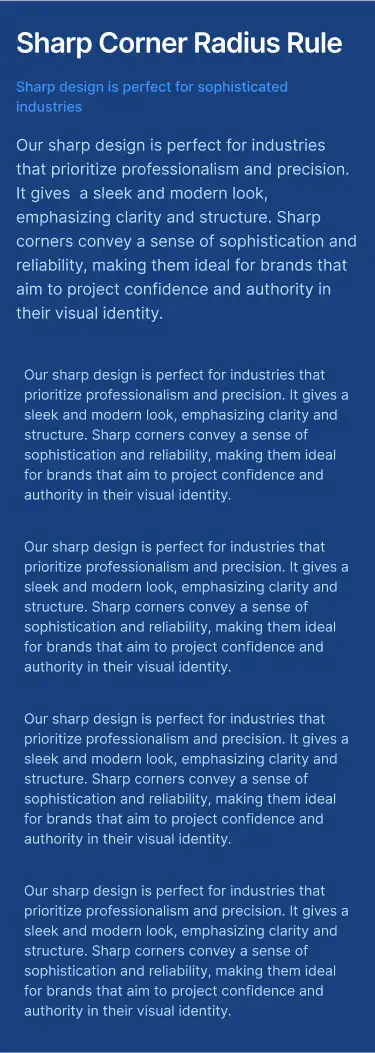 Sharp Corner Radius Rule
Sharp design is perfect for sophisticated
industries
Our sharp design is perfect for industries
that prioritize professionalism and precision.
It gives  a sleek and modern look,
emphasizing clarity and structure. Sharp
corners convey a sense of sophistication and
reliability, making them ideal for brands that
aim to project confidence and authority in
their visual identity.
Our sharp design is perfect for industries that
prioritize professionalism and precision. It gives a
sleek and modern look, emphasizing clarity and
structure. Sharp corners convey a sense of
sophistication and reliability, making them ideal
for brands that aim to project confidence and
authority in their visual identity.
Our sharp design is perfect for industries that
prioritize professionalism and precision. It gives a
sleek and modern look, emphasizing clarity and
structure. Sharp corners convey a sense of
sophistication and reliability, making them ideal
for brands that aim to project confidence and
authority in their visual identity.
Our sharp design is perfect for industries that
prioritize professionalism and precision. It gives a
sleek and modern look, emphasizing clarity and
structure. Sharp corners convey a sense of
sophistication and reliability, making them ideal
for brands that aim to project confidence and
authority in their visual identity.
Our sharp design is perfect for industries that
prioritize professionalism and precision. It gives a
sleek and modern look, emphasizing clarity and
structure. Sharp corners convey a sense of
sophistication and reliability, making them ideal
for brands that aim to project confidence and
authority in their visual identity.